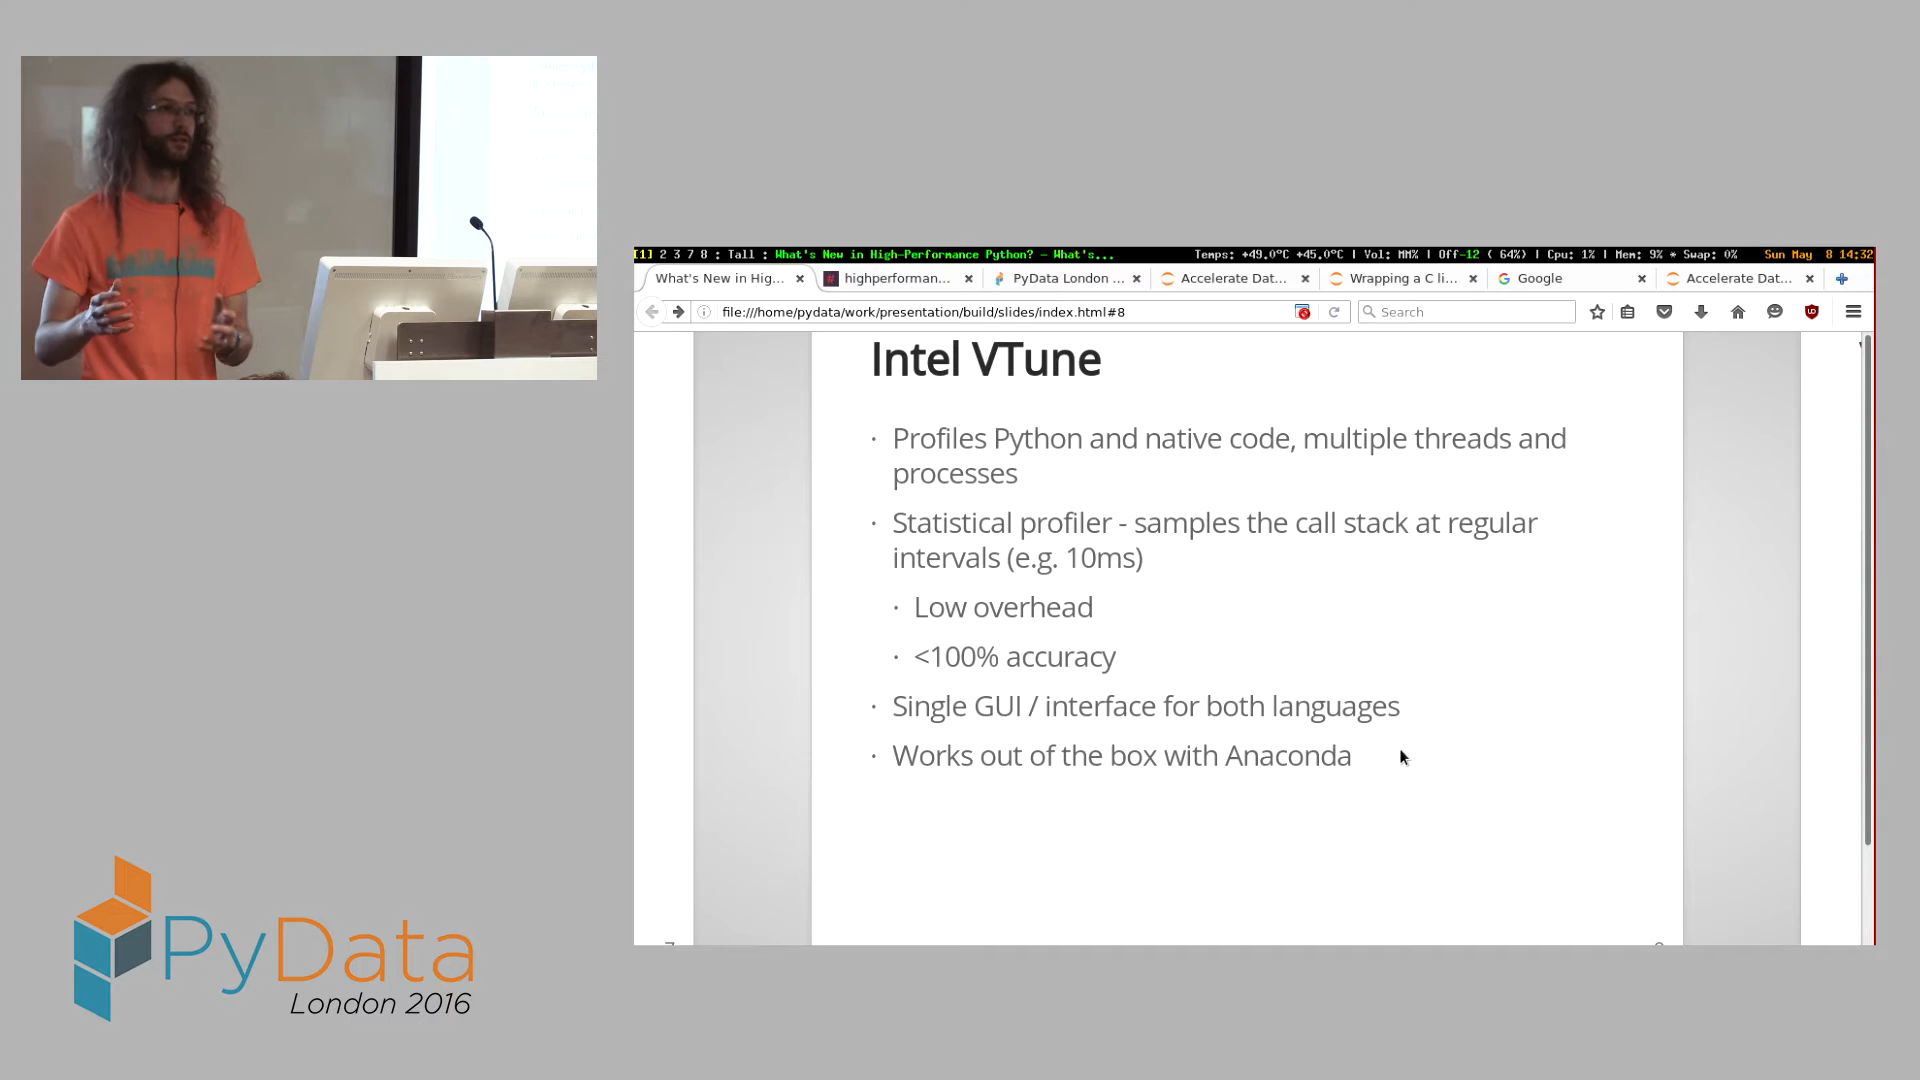 [1] 2 3 7 8 : Tall : What's New in High-Performance Python? — What's...
Temps: +49.0°C +45.0°C | Vol: MM% | Off-12 ( 64%) | Cpu: 1% | Mem: 9% * Swap: 0%
Sun May 8 14:32
What's New in Hig...
highperforman...
PyData London ...
Accelerate Dat...
Wrapping a C li...
Google
Accelerate Dat...
file:///home/pydata/work/presentation/build/slides/index.html#8
Search
Intel VTune
· Profiles Python and native code, multiple threads and
processes
· Statistical profiler - samples the call stack at regular
intervals (e.g. 10ms)
· Low overhead
· <100% accuracy
· Single GUI / interface for both languages
· Works out of the box with Anaconda
PyData
London 2016